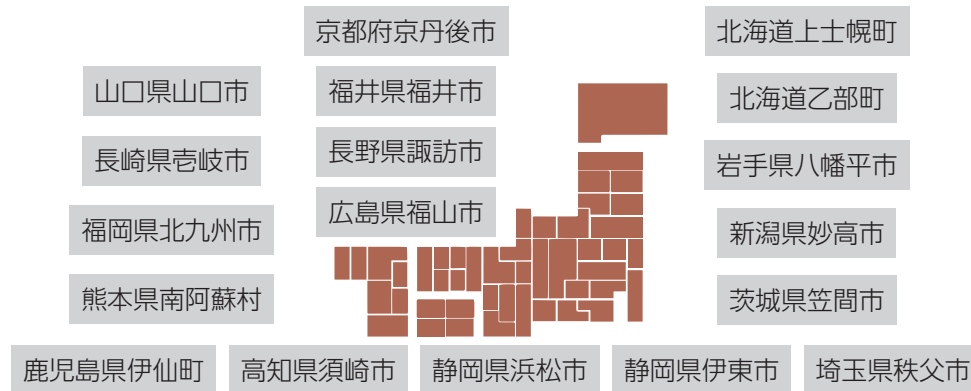 京都府京丹後市
北海道上士幌町
山口県山口市
福井県福井市
北海道乙部町
長崎県壱岐市
長野県諏訪市
岩手県八幡平市
福岡県北九州市
広島県福山市
新潟県妙高市
熊本県南阿蘇村
茨城県笠間市
鹿児島県伊仙町
高知県須崎市
静岡県浜松市
静岡県伊東市
埼玉県秩父市